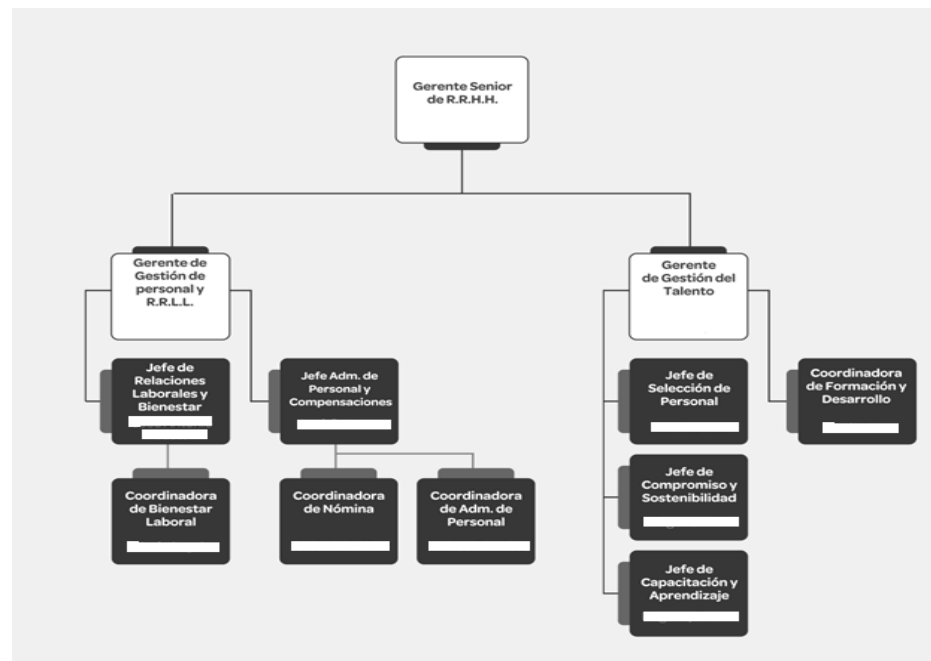 Gerente Senior
de R.R.H.H.
Gerente de
Gestión de
personal y
R.R.L.L.
Gerente
de Gestión del
Talento
Jefe de
Relaciones
Laborales y
Bienestar
Jefe Adm. de
Personal y
Compensaciones
Jefe de
Selección de
Personal
Coordinadora
de Formación y
Desarrollo
Coordinadora
de Bienestar
Laboral
Coordinadora
de Nómina
Coordinadora
de Adm. de
Personal
Jefe de
Compromiso y
Sostenibilidad
Jefe de
Capacitación y
Aprendizaje